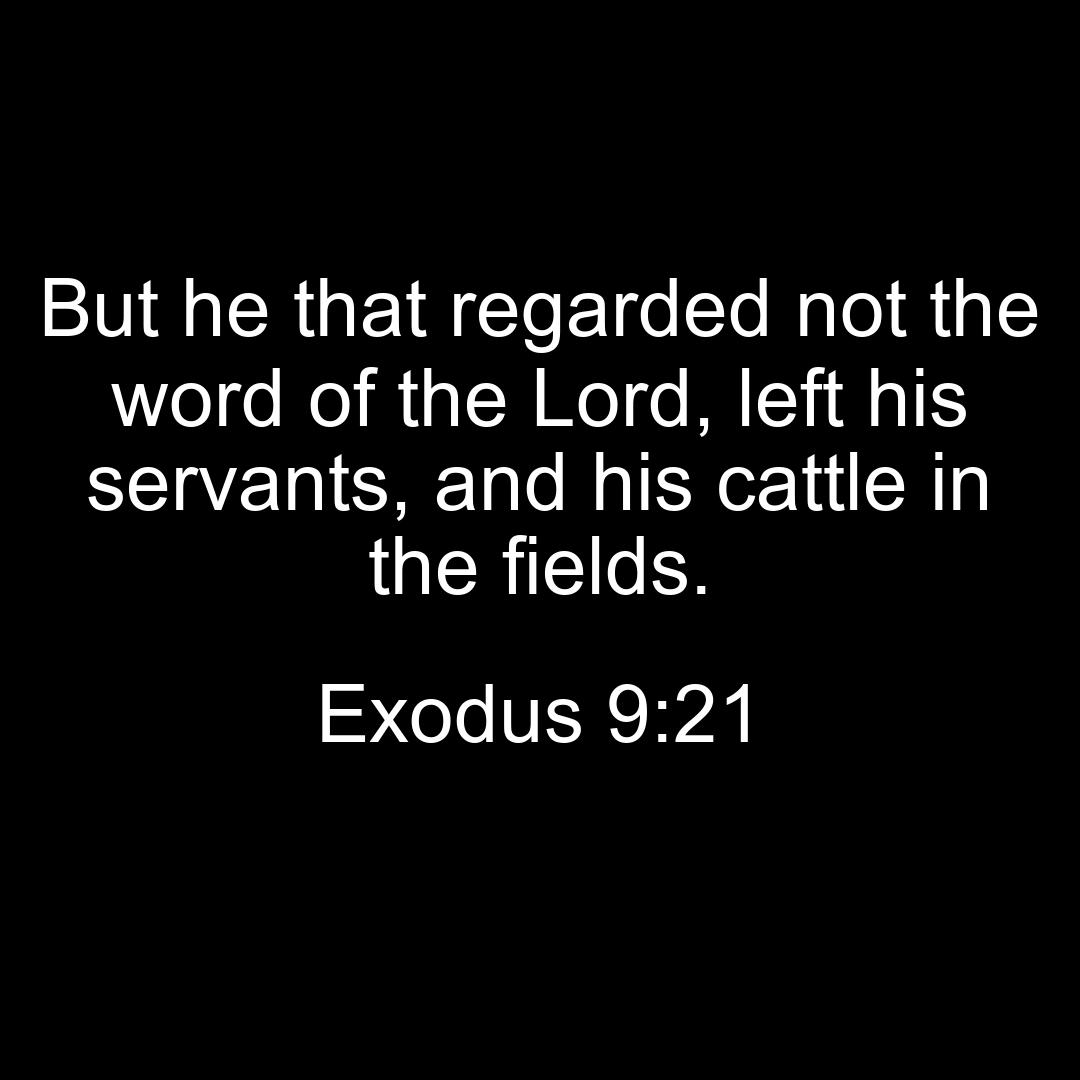 But he that regarded not the
word of the Lord, left his
servants, and his cattle in
the fields.
Exodus 9:21